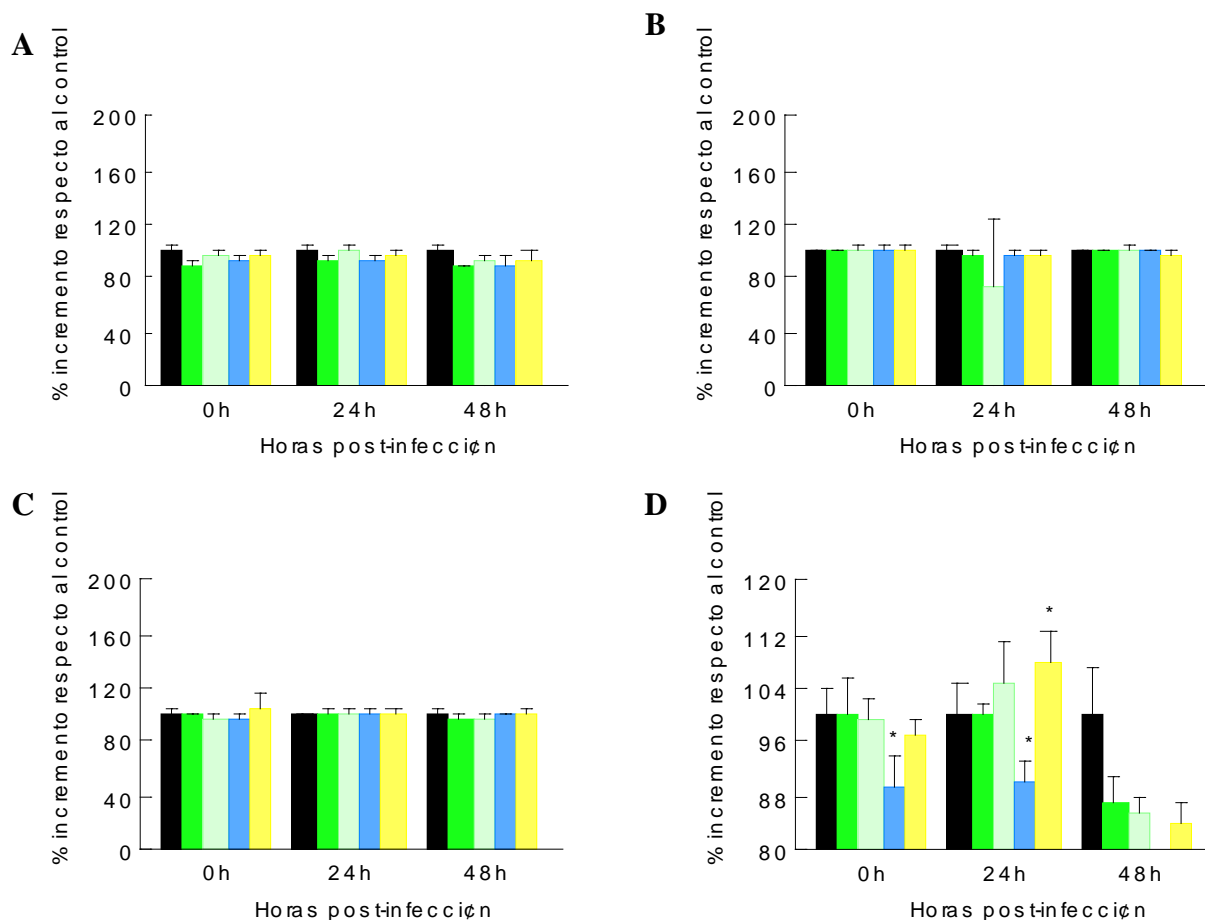 A
% incremento respecto al control
200
160
120
80
40
0
0h 24h 48h
Horas post-infecci¢n
B
% incremento respecto al control
200
160
120
80
40
0
0h 24h 48h
Horas post-infecci¢n
C
% incremento respecto al control
200
160
120
80
40
0
0h 24h 48h
Horas post-infecci¢n
D
% incremento respecto al control
120
112
104
96
88
80
*
*
*
0h 24h 48h
Horas post-infecci¢n